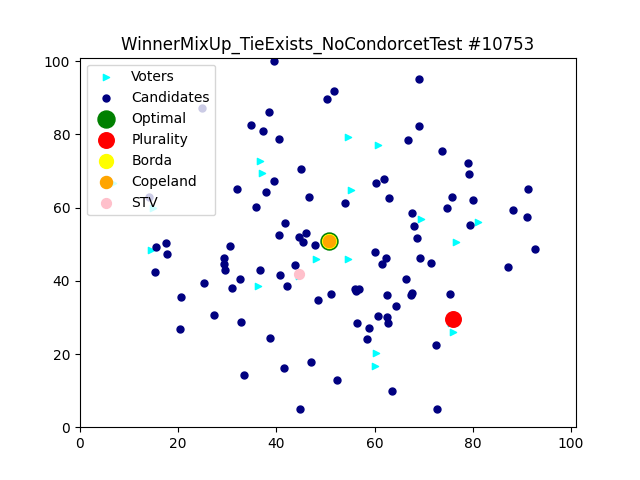 WinnerMixUp_TieExists_NoCondorcetTest #10753
Voters
Candidates
Optimal
Plurality
Borda
Copeland
STV
100
80
60
40
20
0
0 20 40 60 80 100